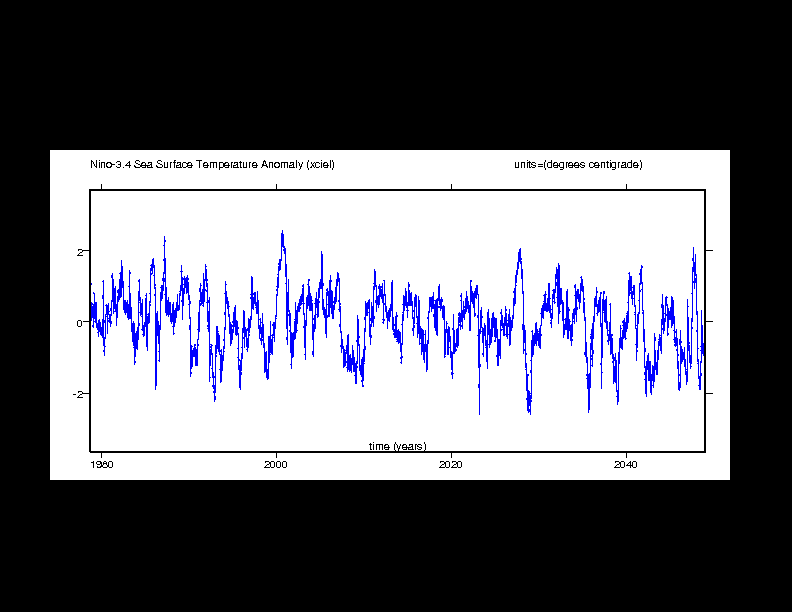 Nino-3.4 Sea Surface Temperature Anomaly (xciel) units=(degrees centigrade)
2
0
-2
time (years)
1980 2000 2020 2040